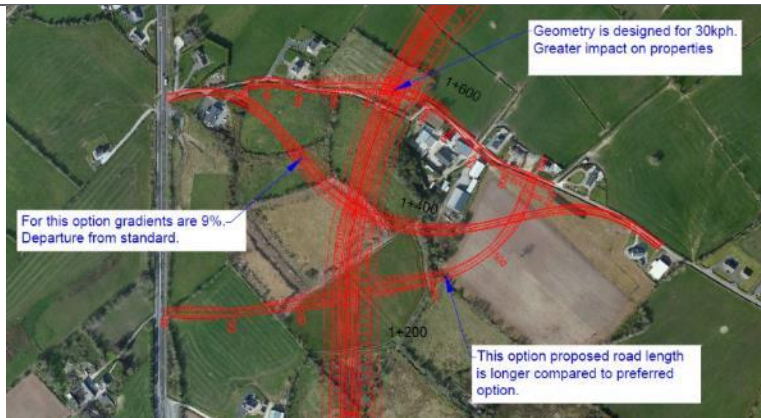 Geometry is designed for 30kph.
Greater impact on properties
1+600
For this option gradients are 9%.
Departure from standard.
1+400
1+200
This option proposed road length
is longer compared to preferred
option.